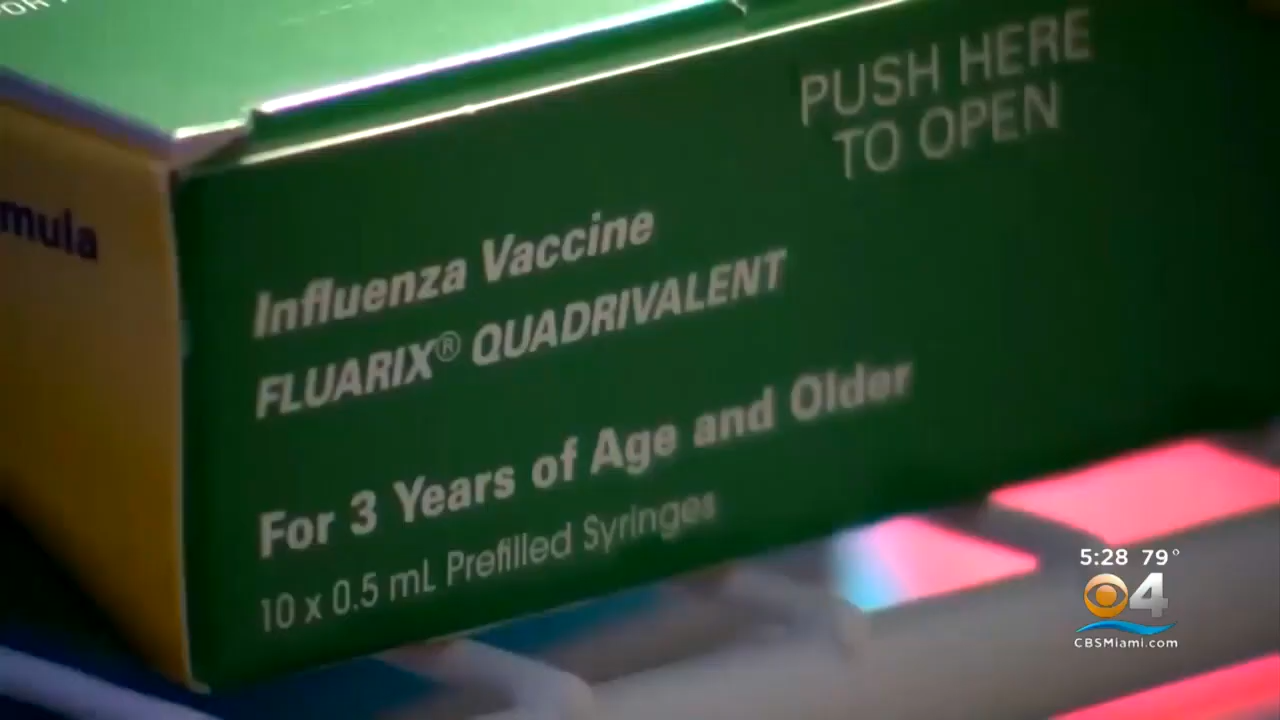 PUSH HERE
TO OPEN
mula
Influenza Vaccine
FLUARIX® QUADRIVALENT
For 3 Years of Age and Older
10 x 0.5 mL Prefilled Syringes
5:28 79°
4
CBSMiami.com